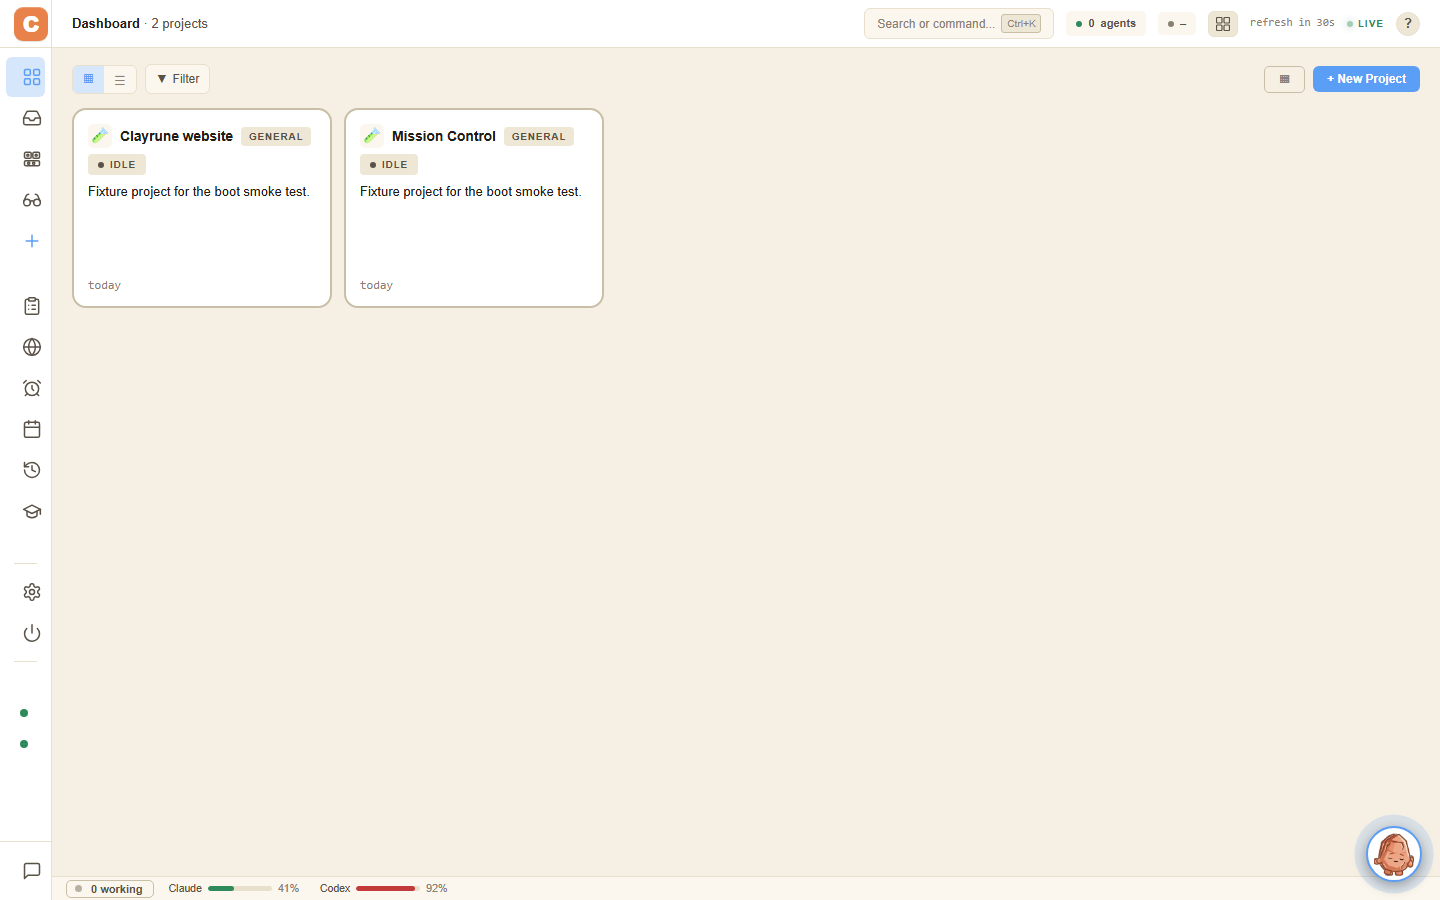 C
Dashboard · 2 projects
Search or command... Ctrl+K
0 agents
–
refresh in 30s
LIVE
?
▼ Filter
+ New Project
Clayrune website GENERAL
IDLE
Fixture project for the boot smoke test.
today
Mission Control GENERAL
IDLE
Fixture project for the boot smoke test.
today
0 working
Claude 41%
Codex 92%